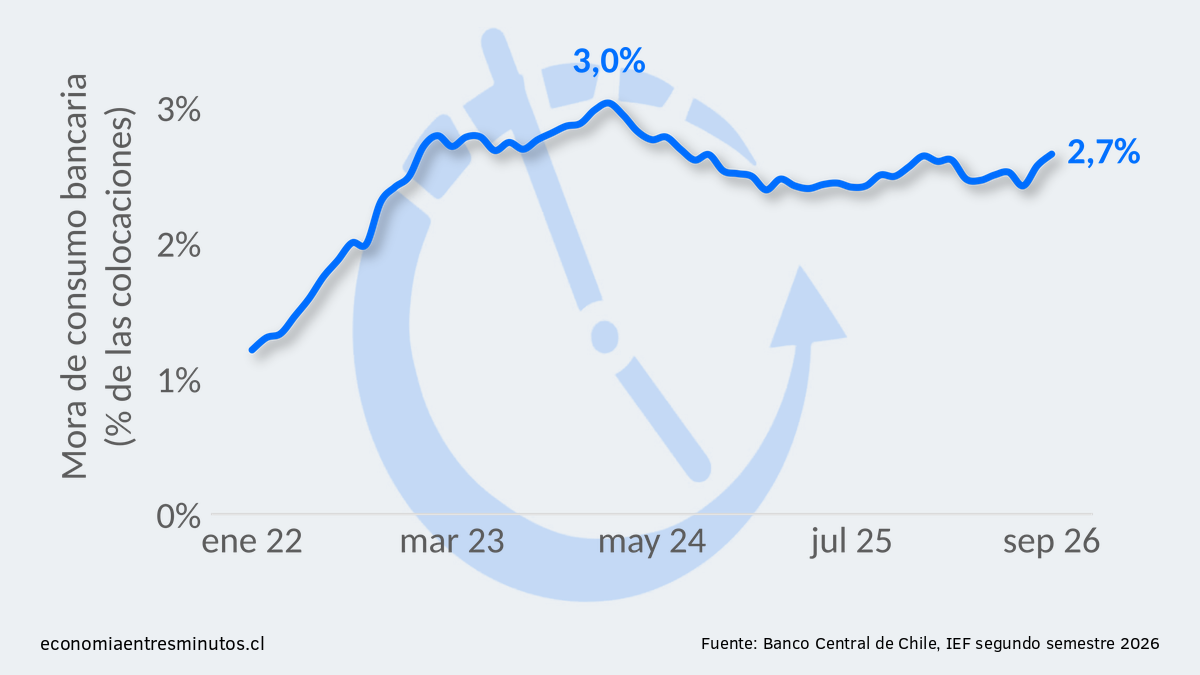 Mora de consumo bancaria
(% de las colocaciones)
3%
2%
1%
0%
3,0%
2,7%
ene 22
mar 23
may 24
jul 25
sep 26
economiaentresminutos.cl
Fuente: Banco Central de Chile, IEF segundo semestre 2026